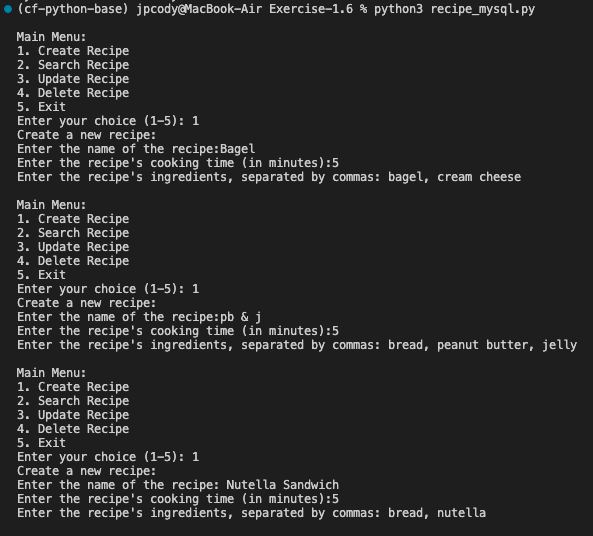 (cf-python-base) jpcody@MacBook-Air Exercise-1.6 % python3 recipe_mysql.py
Main Menu:
1. Create Recipe
2. Search Recipe
3. Update Recipe
4. Delete Recipe
5. Exit
Enter your choice (1-5): 1
Create a new recipe:
Enter the name of the recipe:Bagel
Enter the recipe's cooking time (in minutes):5
Enter the recipe's ingredients, separated by commas: bagel, cream cheese
Main Menu:
1. Create Recipe
2. Search Recipe
3. Update Recipe
4. Delete Recipe
5. Exit
Enter your choice (1-5): 1
Create a new recipe:
Enter the name of the recipe:pb & j
Enter the recipe's cooking time (in minutes):5
Enter the recipe's ingredients, separated by commas: bread, peanut butter, jelly
Main Menu:
1. Create Recipe
2. Search Recipe
3. Update Recipe
4. Delete Recipe
5. Exit
Enter your choice (1-5): 1
Create a new recipe:
Enter the name of the recipe: Nutella Sandwich
Enter the recipe's cooking time (in minutes):5
Enter the recipe's ingredients, separated by commas: bread, nutella